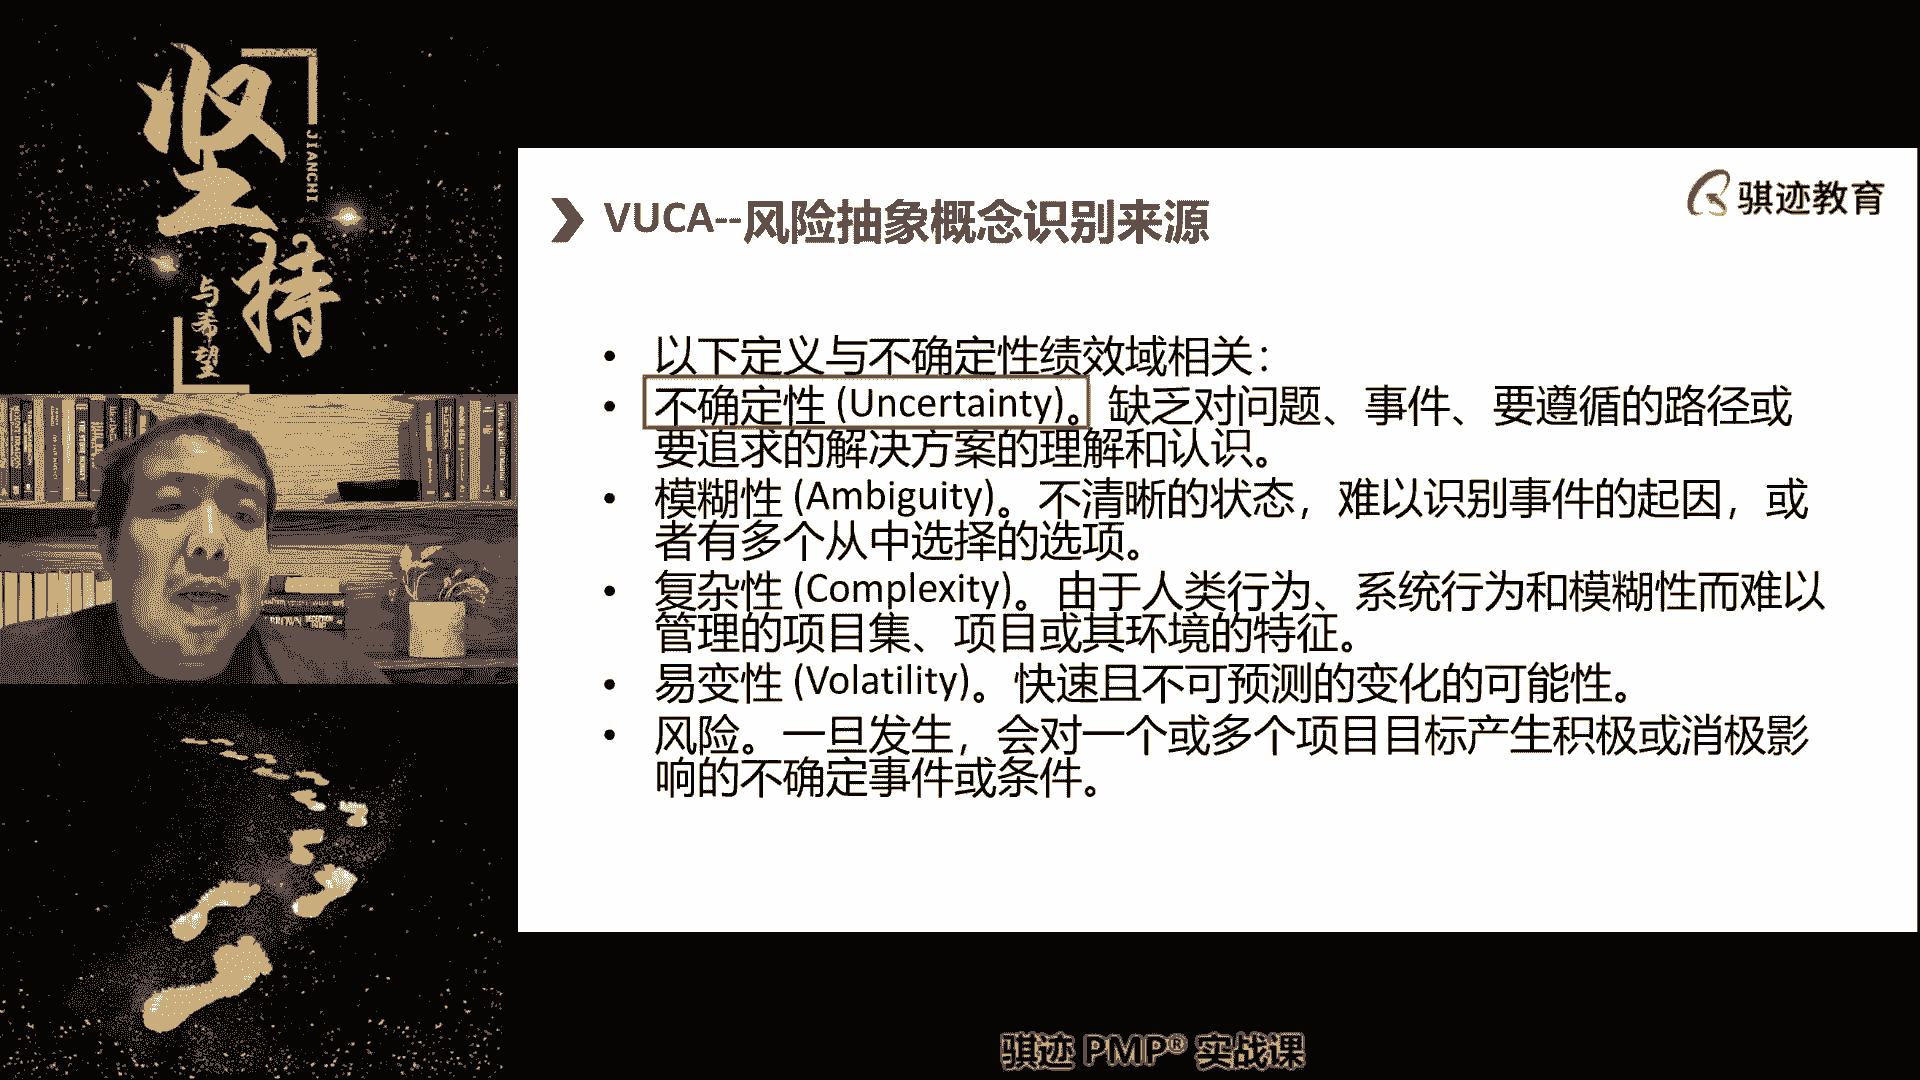 坚持
JIANCHI
与希望
骐迹教育
VUCA--风险抽象概念识别来源
• 以下定义与不确定性绩效域相关：
• 不确定性 (Uncertainty)。缺乏对问题、事件、要遵循的路径或
要追求的解决方案的理解和认识。
• 模糊性 (Ambiguity)。不清晰的状态，难以识别事件的起因，或
者有多个从中选择的选项。
• 复杂性 (Complexity)。由于人类行为、系统行为和模糊性而难以
管理的项目集、项目或其环境的特征。
• 易变性 (Volatility)。快速且不可预测的变化的可能性。
• 风险。一旦发生，会对一个或多个项目目标产生积极或消极影
响的不确定事件或条件。
骐迹 PMP® 实战课